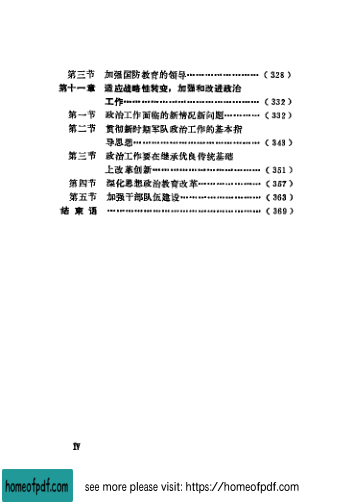 第三节 加强国防教育的领导……………………（328）
第十一章 适应战略性转变，加强和改进政治
工作……………………………………（332）
第一节 政治工作面临的新情况新问题…………（332）
第二节 贯彻新时期军队政治工作的基本指
导思想……………………………………（343）
第三节 政治工作要在继承优良传统基础
上改革创新………………………………（351）
第四节 深化思想政治教育改革…………………（357）
第五节 加强干部队伍建设………………………（363）
结束语 ……………………………………………（369）
Ⅳ
homeofpdf.com see more please visit: https://homeofpdf.com